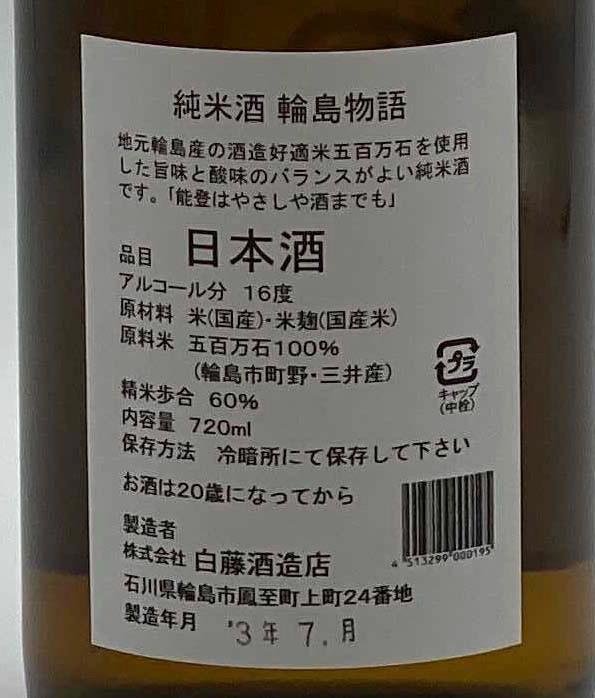 純米酒 輪島物語
地元輪島産の酒造好適米五百万石を使用
した旨味と酸味のバランスがよい純米酒
です。「能登はやさしや酒までも」
品目 日本酒
アルコール分 16度
原材料 米(国産)・米麹(国産米)
原料米 五百万石100%
(輪島市町野・三井産)
プラ
キャップ
(中栓)
精米歩合 60%
内容量 720ml
保存方法 冷暗所にて保存して下さい
お酒は20歳になってから
4 513299 000195
製造者
株式会社 白藤酒造店
石川県輪島市鳳至町上町24番地
製造年月 '3年 7.月